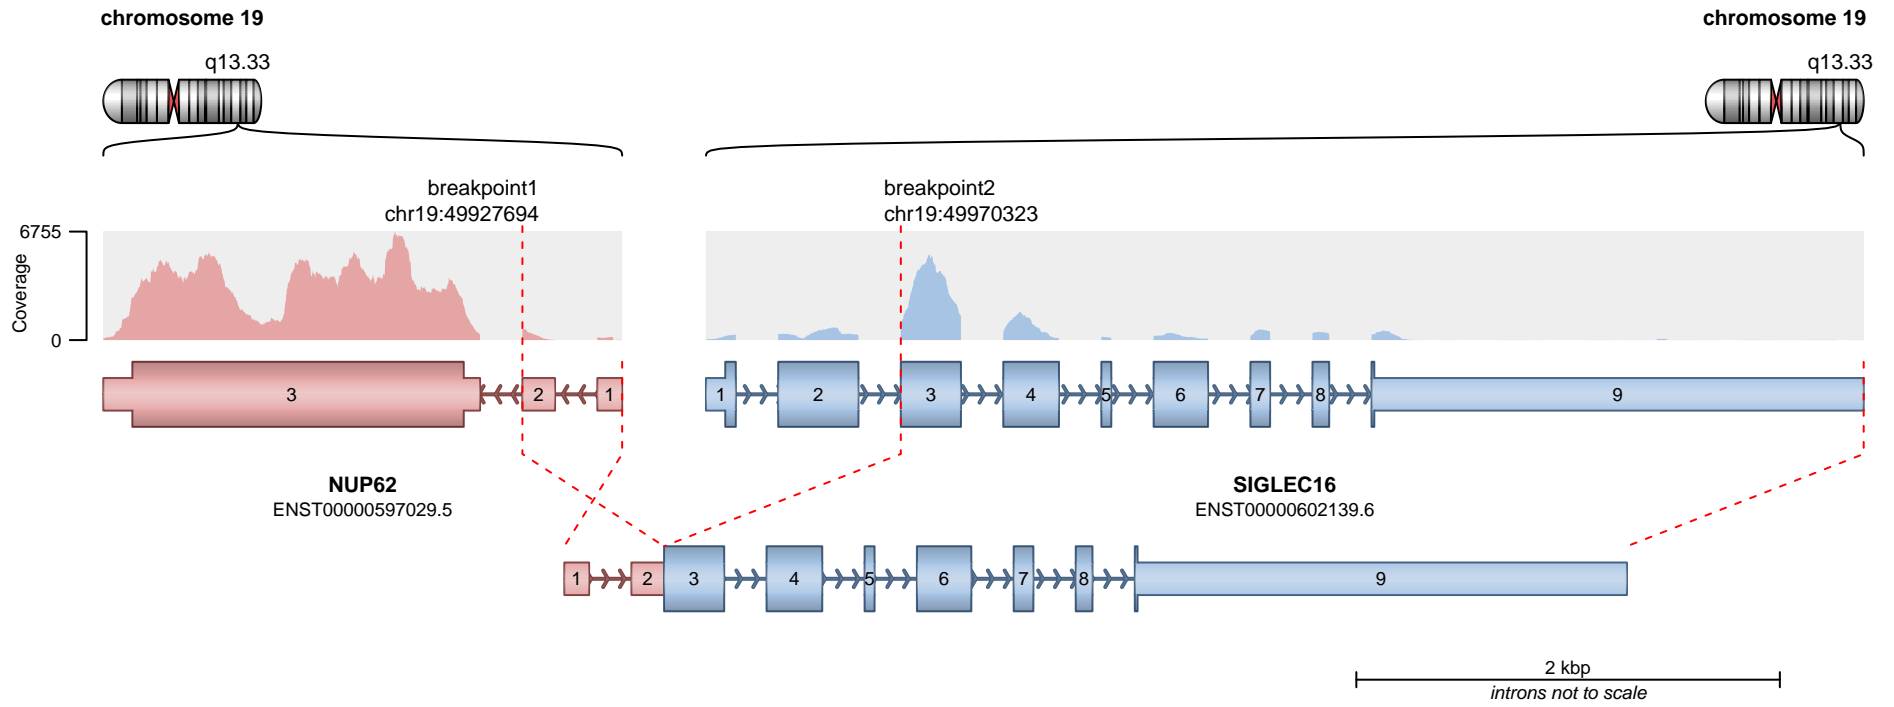 chromosome 19
chromosome 19
q13.33
q13.33
breakpoint1
chr19:49927694
breakpoint2
chr19:49970323
6755
0
Coverage
3 2 1
1 2 3 4 5 6 7 8 9
NUP62
ENST00000597029.5
SIGLEC16
ENST00000602139.6
1 2 3 4 5 6 7 8 9
2 kbp
introns not to scale